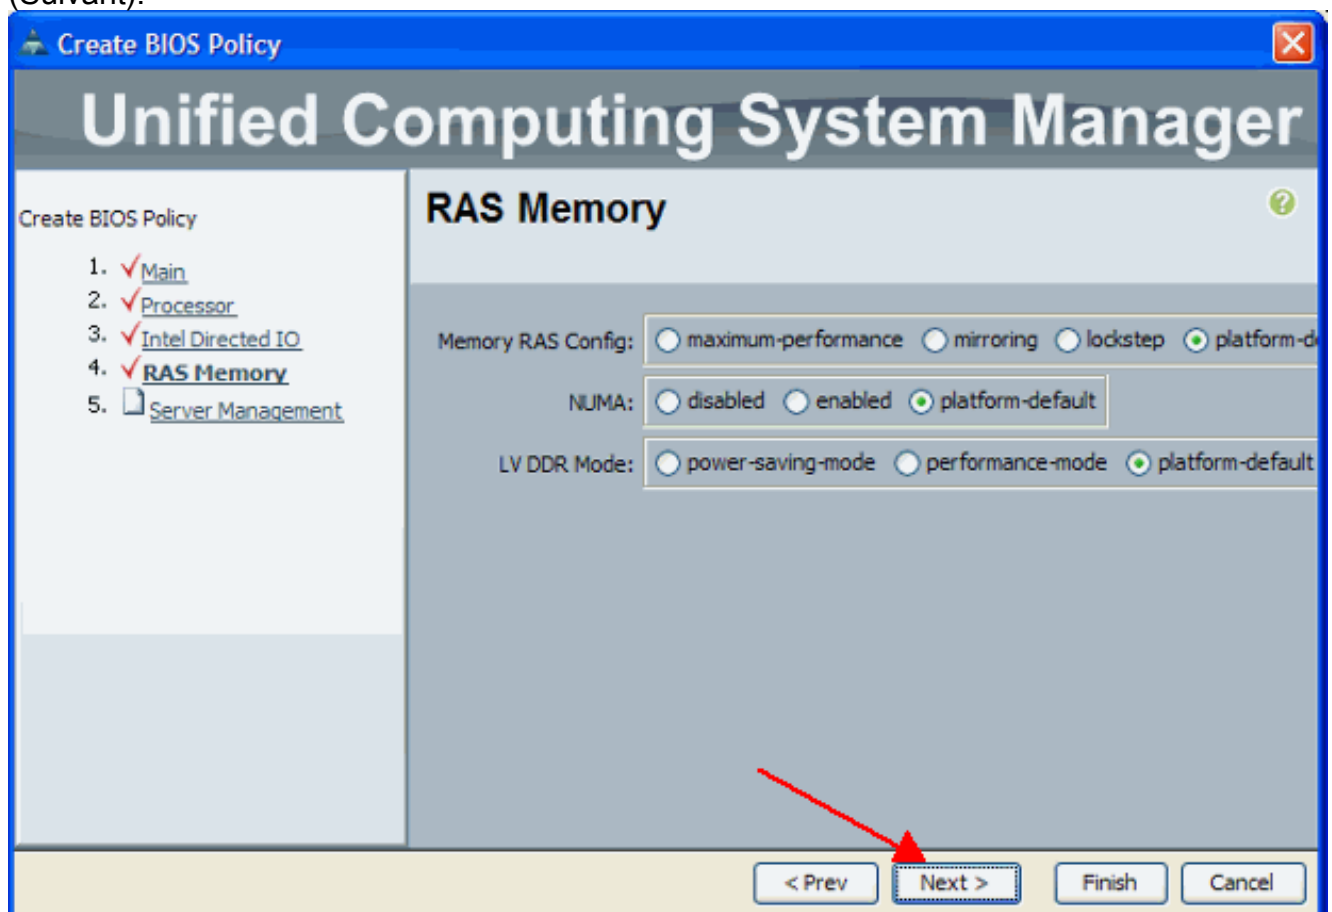 (Suivant).
Create BIOS Policy
Unified Computing System Manager
Create BIOS Policy
1. Main
2. Processor
3. Intel Directed IO
4. RAS Memory
5. Server Management
RAS Memory
?
Memory RAS Config: maximum-performance mirroring lockstep platform-d
NUMA: disabled enabled platform-default
LV DDR Mode: power-saving-mode performance-mode platform-default
< Prev Next > Finish Cancel